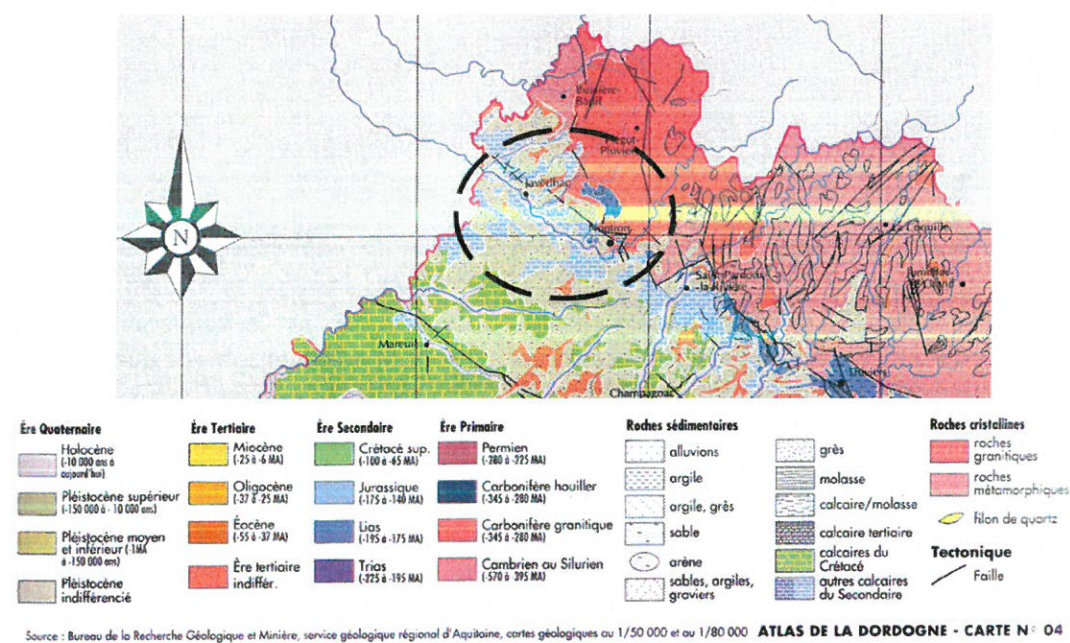 Bussière-
Badil
Piégut-
Pluviers
Javerlhac
N
Nontron
La Coquille
Saint-Pardoux
-la-Rivière
Jumilhac
-le-Grand
Mareuil
Thiviers
Champagnac
Ère Quaternaire
Holocène
(-10 000 ans à
aujourd'hui)
Pléistocène supérieur
(-150 000 à - 10 000 ans)
Pléistocène moyen
et inférieur (-1MA
à -150 000 ans)
Pléistocène
indifférencié
Ère Tertiaire
Miocène
(-25 à -6 MA)
Oligocène
(-37 à -25 MA)
Éocène
(-55 à -37 MA)
Ère tertiaire
indiffér.
Ère Secondaire
Crétacé sup.
(-100 à -65 MA)
Jurassique
(-175 à -140 MA)
Lias
(-195 à -175 MA)
Trias
(-225 à -195 MA)
Ère Primaire
Permien
(-280 à -225 MA)
Carbonifère houiller
(-345 à -280 MA)
Carbonifère granitique
(-345 à -280 MA)
Cambrien au Silurien
(-570 à 395 MA)
Roches sédimentaires
alluvions
argile
argile, grès
sable
arène
sables, argiles,
graviers
grès
molasse
calcaire/molasse
calcaire tertiaire
calcaires du
Crétacé
autres calcaires
du Secondaire
Roches cristallines
roches
granitiques
roches
métamorphiques
filon de quartz
Tectonique
Faille
Source : Bureau de la Recherche Géologique et Minière, service géologique régional d'Aquitaine, cartes géologiques au 1/50 000 et au 1/80 000 ATLAS DE LA DORDOGNE - CARTE N° 04